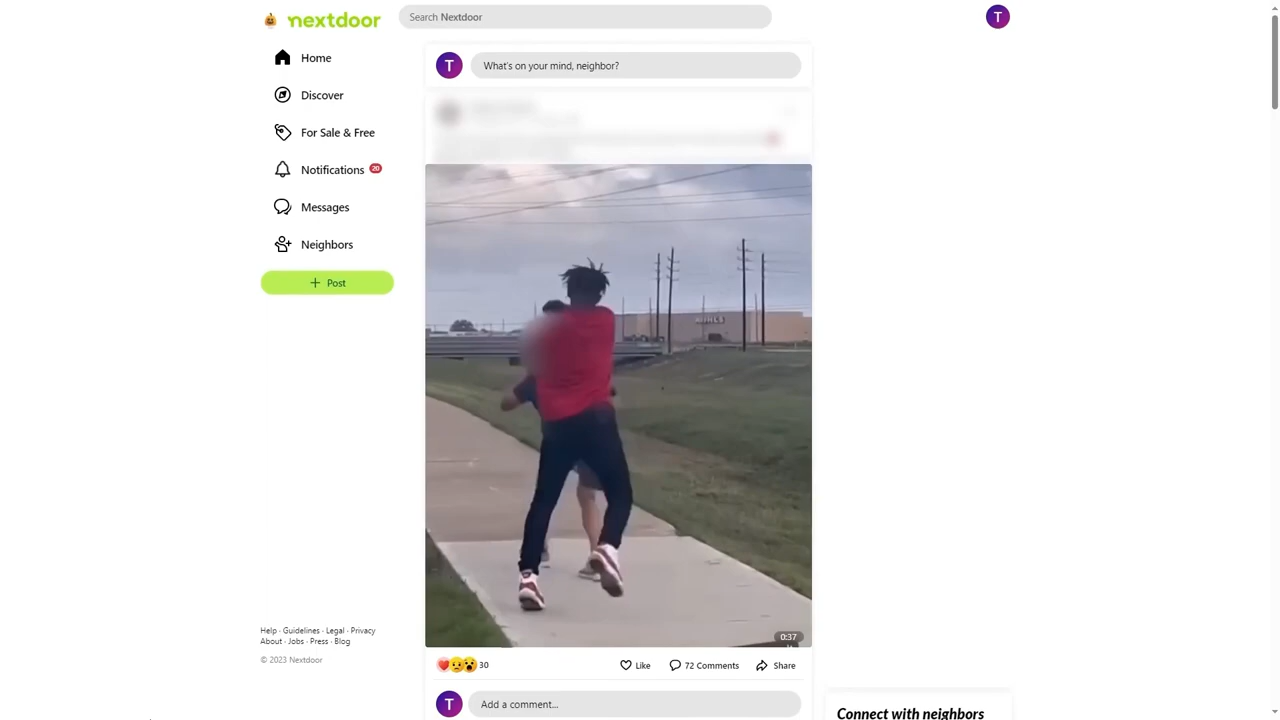 nextdoor
Search Nextdoor
T
T
What's on your mind, neighbor?
Home
Discover
For Sale & Free
Notifications 20
Messages
Neighbors
+ Post
KOHL'S
0:37
Help · Guidelines · Legal · Privacy
About · Jobs · Press · Blog
© 2023 Nextdoor
30
Like
72 Comments
Share
T
Add a comment...
Connect with neighbors